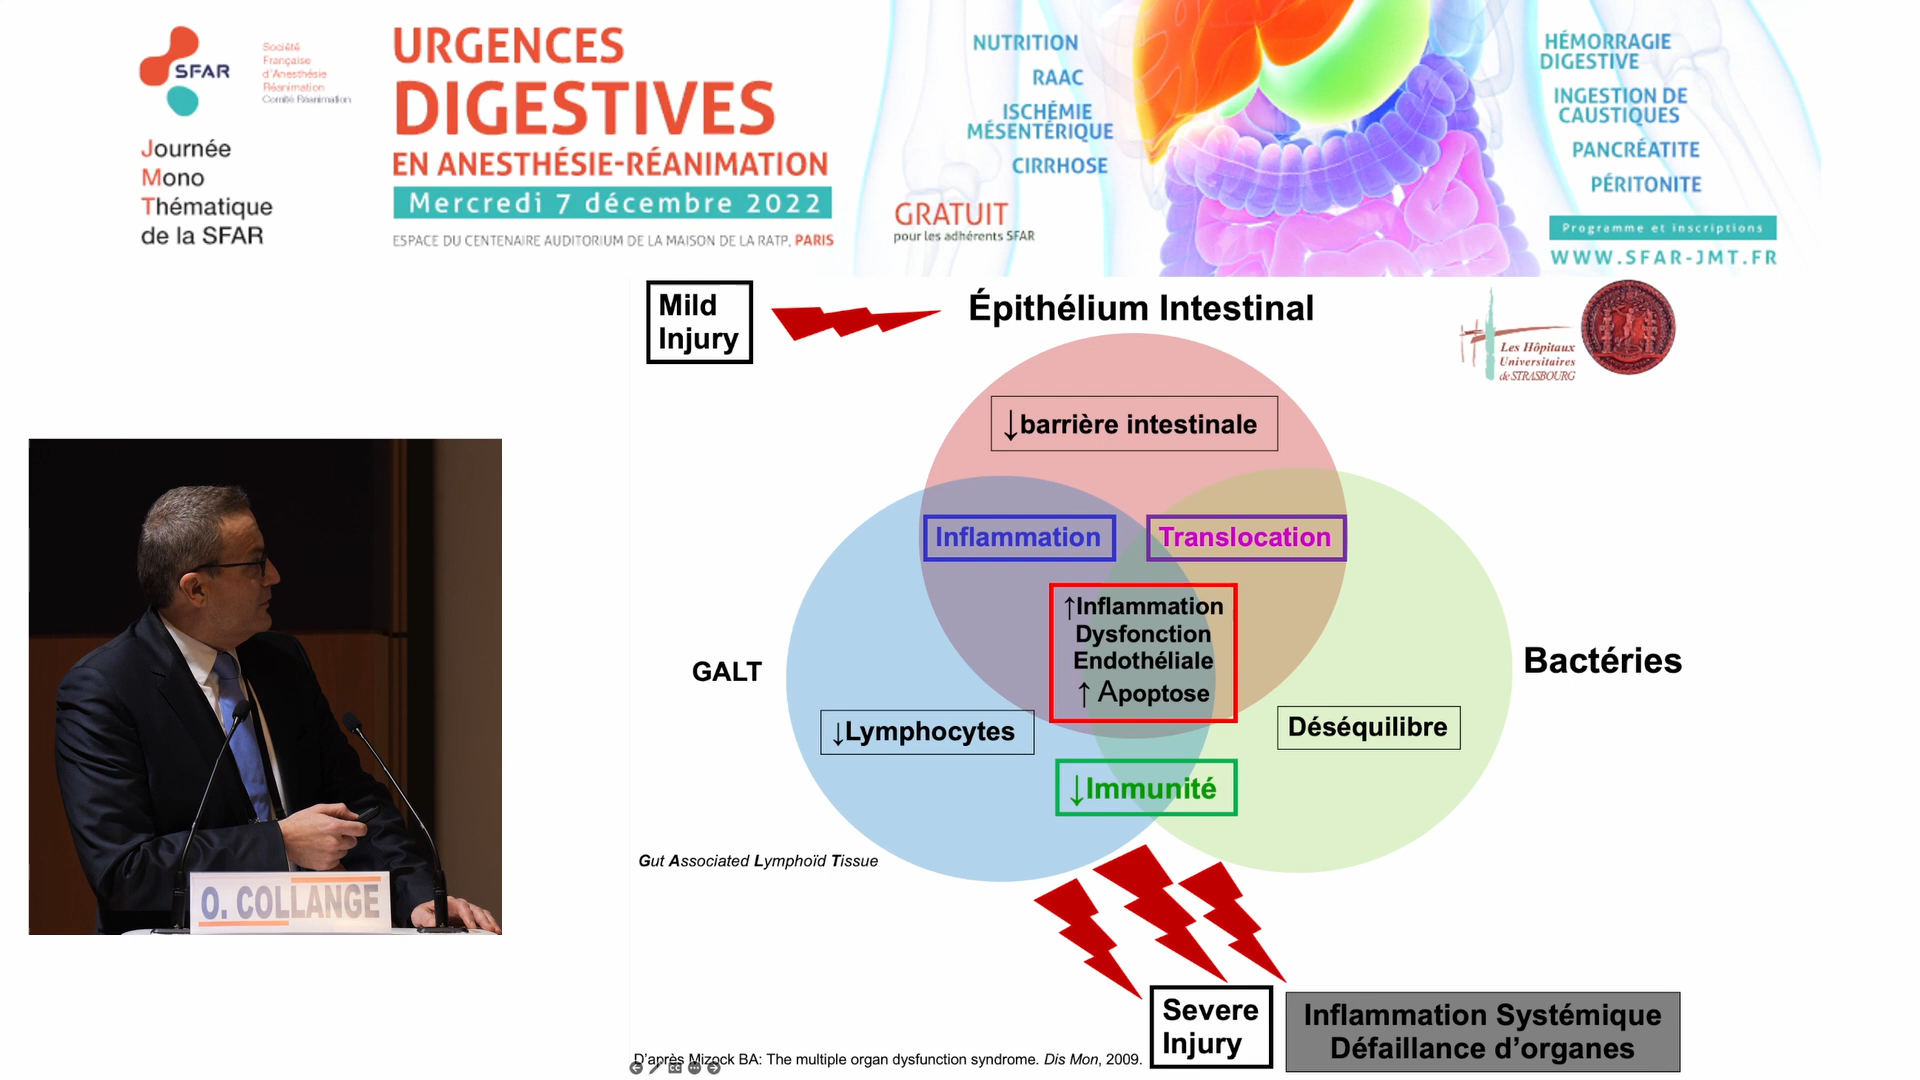 SFAR
Société
Française
d'Anesthésie
Réanimation
Comité Réanimation
Journée
Mono
Thématique
de la SFAR
URGENCES
DIGESTIVES
EN ANESTHÉSIE-RÉANIMATION
Mercredi 7 décembre 2022
ESPACE DU CENTENAIRE AUDITORIUM DE LA MAISON DE LA RATP, PARIS
NUTRITION
RAAC
ISCHÉMIE
MÉSENTÉRIQUE
CIRRHOSE
GRATUIT
pour les adhérents SFAR
HÉMORRAGIE
DIGESTIVE
INGESTION DE
CAUSTIQUES
PANCRÉATITE
PÉRITONITE
Programme et inscriptions
WWW.SFAR-JMT.FR
Mild
Injury
Épithélium Intestinal
Les Hôpitaux
Universitaires
de STRASBOURG
↓barrière intestinale
Inflammation
Translocation
↑Inflammation
Dysfonction
Endothéliale
↑ Apoptose
GALT
Bactéries
↓Lymphocytes
Déséquilibre
↓Immunité
Gut Associated Lymphoïd Tissue
O. COLLANGE
Severe
Injury
Inflammation Systémique
Défaillance d'organes
D'après Mizock BA: The multiple organ dysfunction syndrome. Dis Mon, 2009.